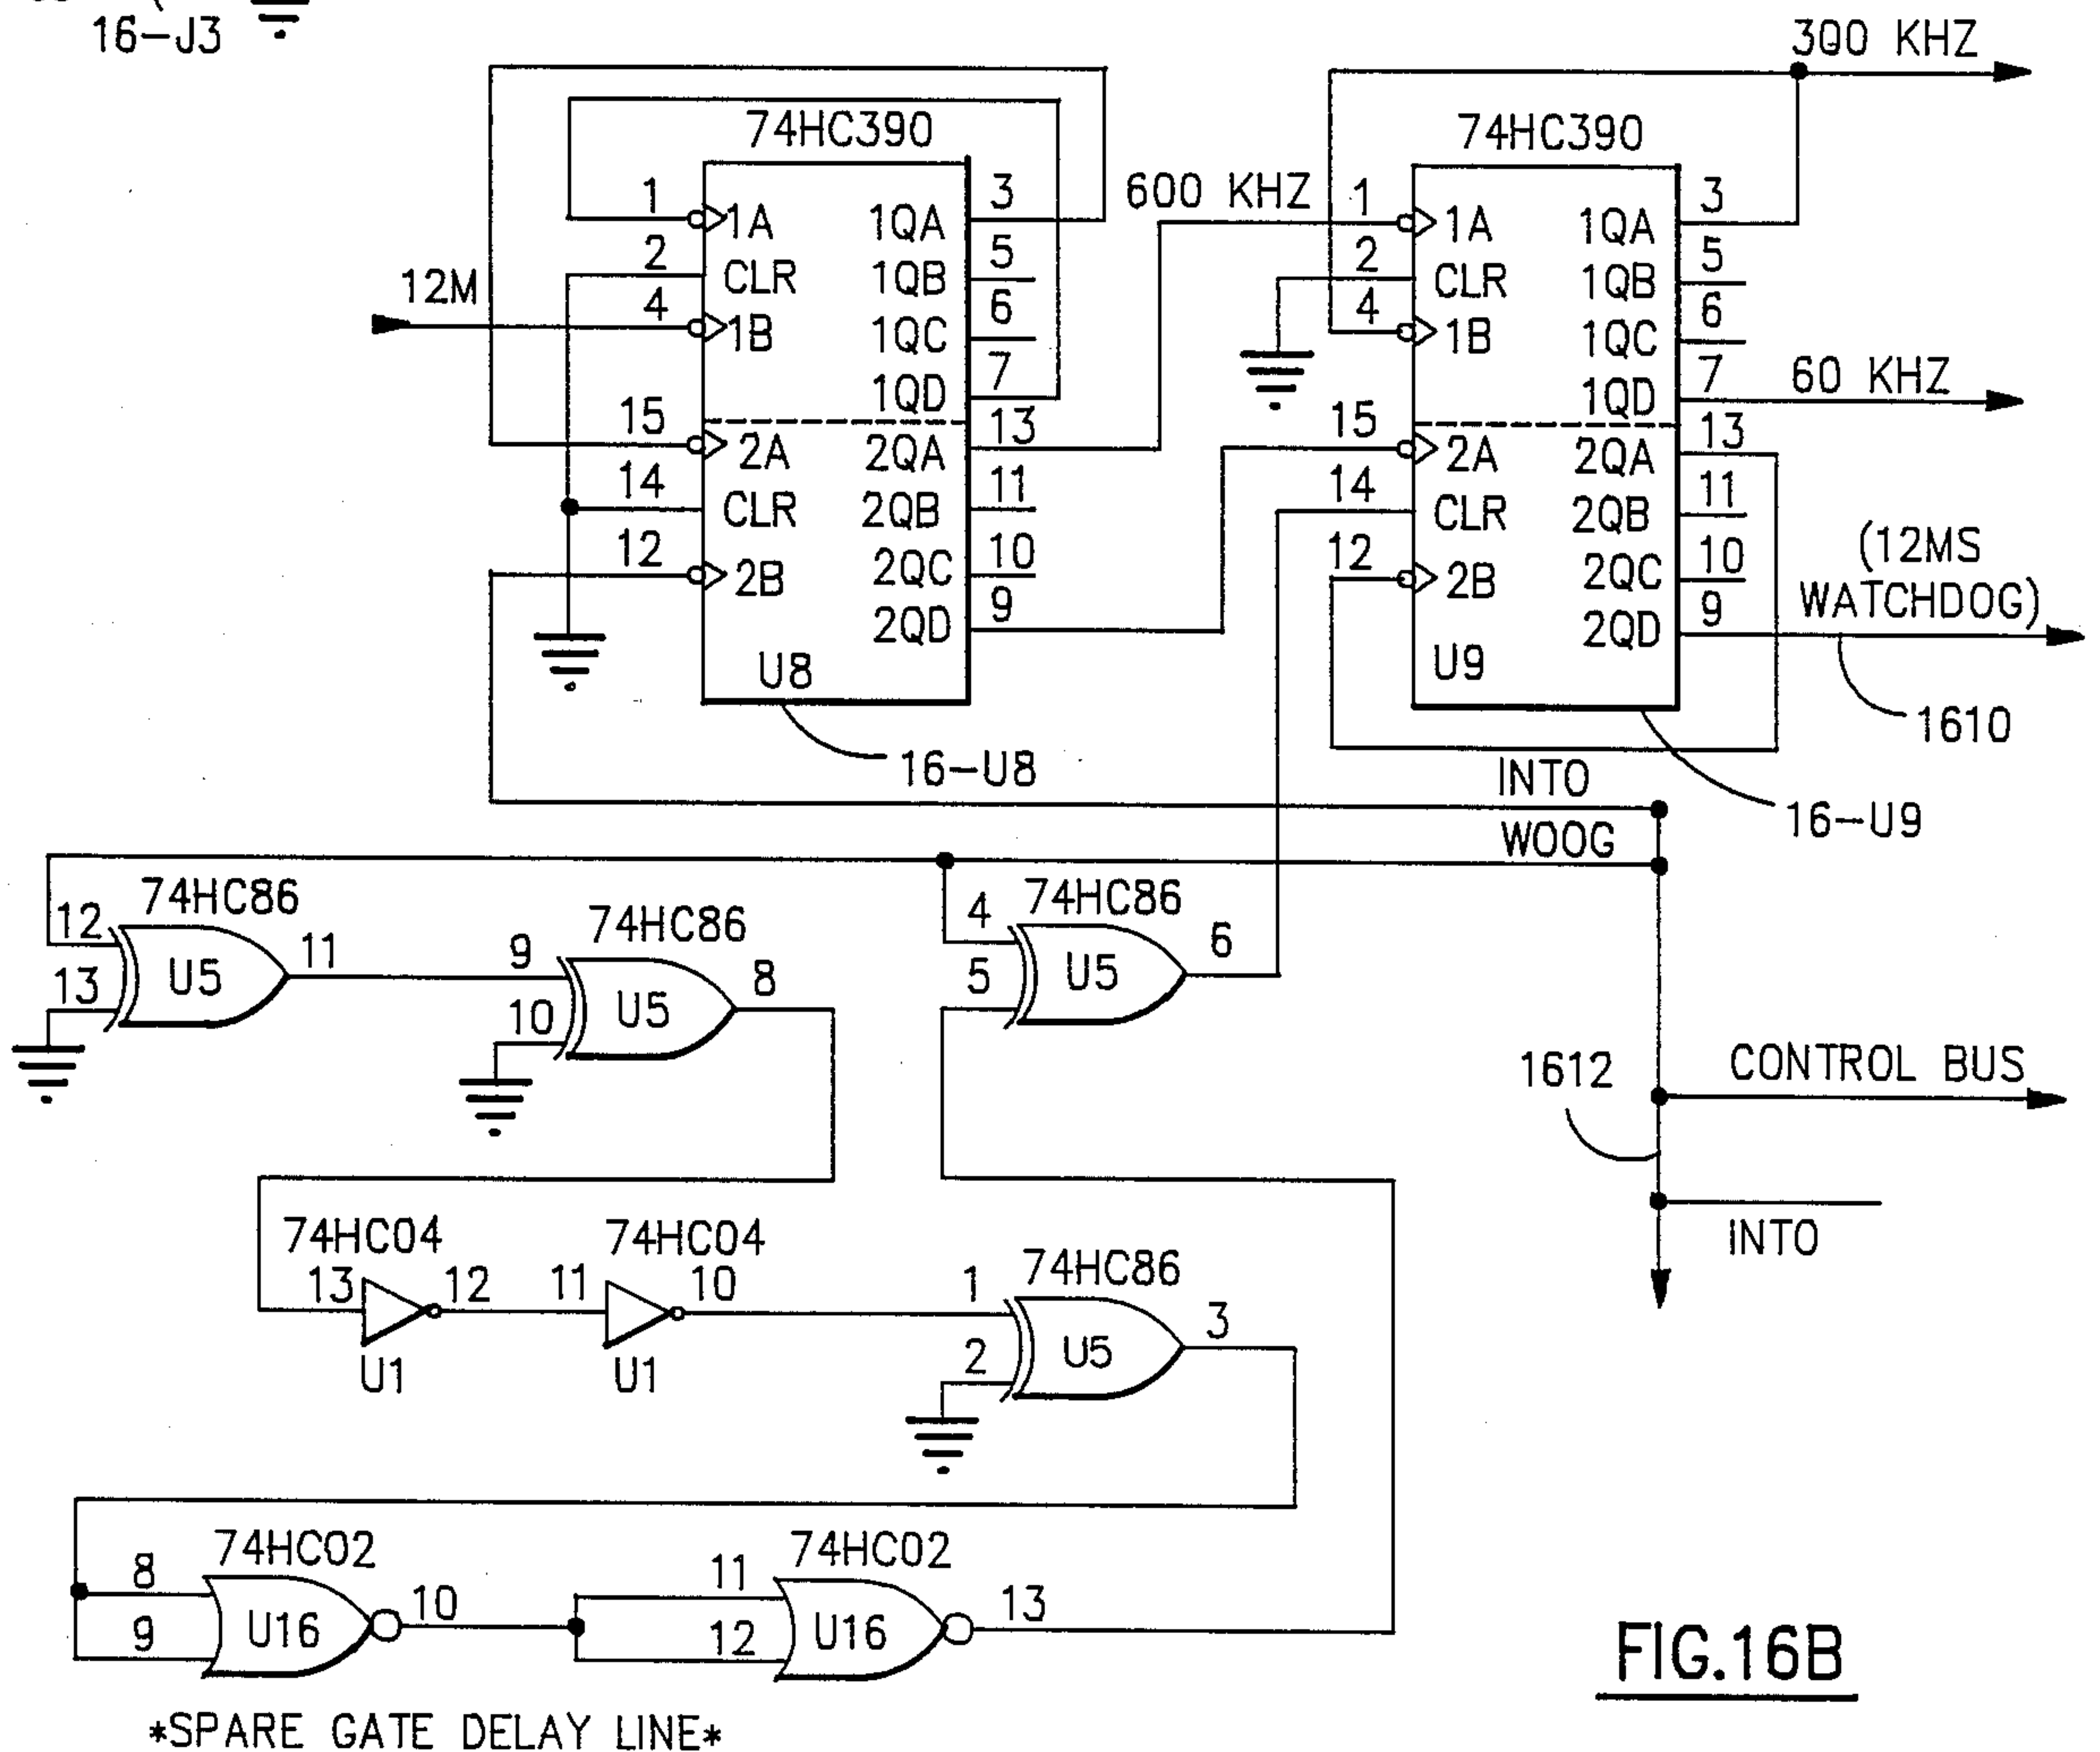 16-J3
300 KHZ
74HC390
74HC390
1
1A
1QA
3
600 KHZ
1
1A
1QA
3
2
CLR
1QB
5
2
CLR
1QB
5
12M
4
1B
1QC
6
4
1B
1QC
6
1QD
7
1QD
7
60 KHZ
15
2A
2QA
13
15
2A
2QA
13
14
CLR
2QB
11
14
CLR
2QB
11
12
2B
2QC
10
12
2B
2QC
10
(12MS
WATCHDOG)
2QD
9
2QD
9
U8
U9
1610
16-U8
INTO
16-U9
WOOG
74HC86
74HC86
74HC86
12
13
U5
11
9
10
U5
8
4
5
U5
6
1612
CONTROL BUS
INTO
74HC04
74HC04
74HC86
13
12
11
10
1
2
U5
3
U1
U1
74HC02
74HC02
8
9
U16
10
11
12
U16
13
FIG.16B
*SPARE GATE DELAY LINE*